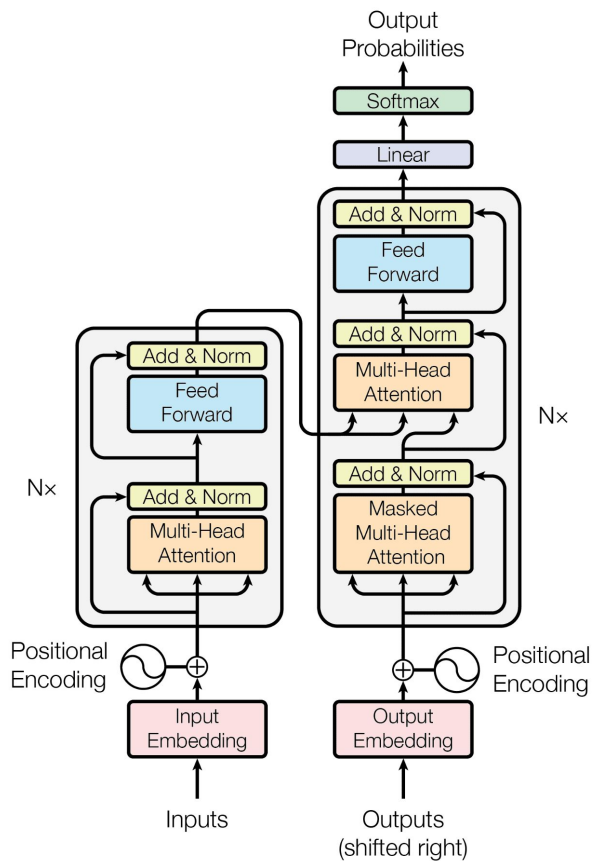 Output
Probabilities
Softmax
Linear
Add & Norm
Feed
Forward
Add & Norm
Multi-Head
Attention
Add & Norm
Masked
Multi-Head
Attention
N×
Positional
Encoding
Output
Embedding
Outputs
(shifted right)
Add & Norm
Feed
Forward
Add & Norm
Multi-Head
Attention
N×
Positional
Encoding
Input
Embedding
Inputs